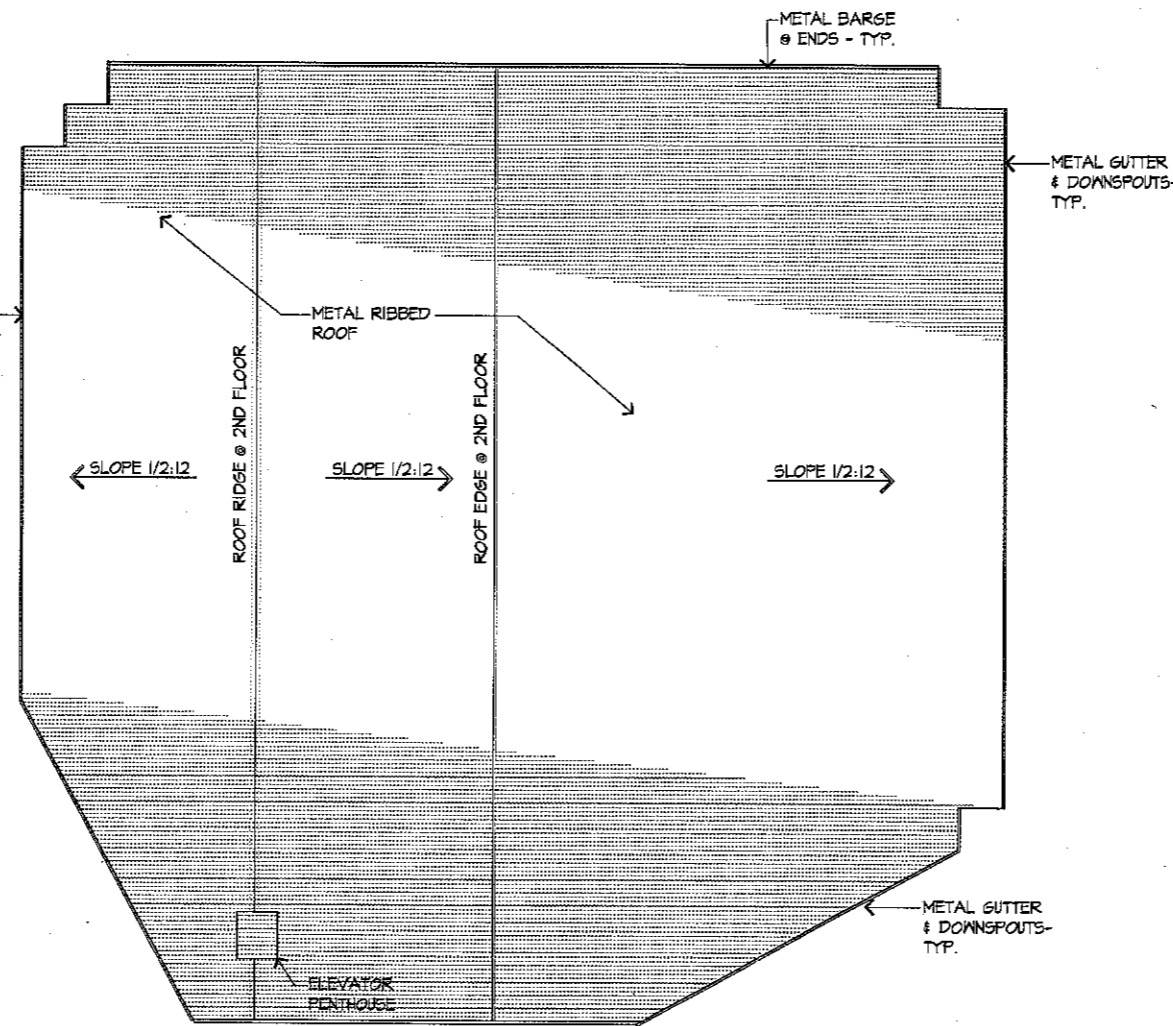 METAL BARGE
@ ENDS - TYP.
METAL GUTTER
& DOWNSPOUTS-
TYP.
METAL RIBBED
ROOF
ROOF RIDGE @ 2ND FLOOR
ROOF EDGE @ 2ND FLOOR
SLOPE 1/2:12
SLOPE 1/2:12
SLOPE 1/2:12
METAL GUTTER
& DOWNSPOUTS-
TYP.
ELEVATOR
PENTHOUSE